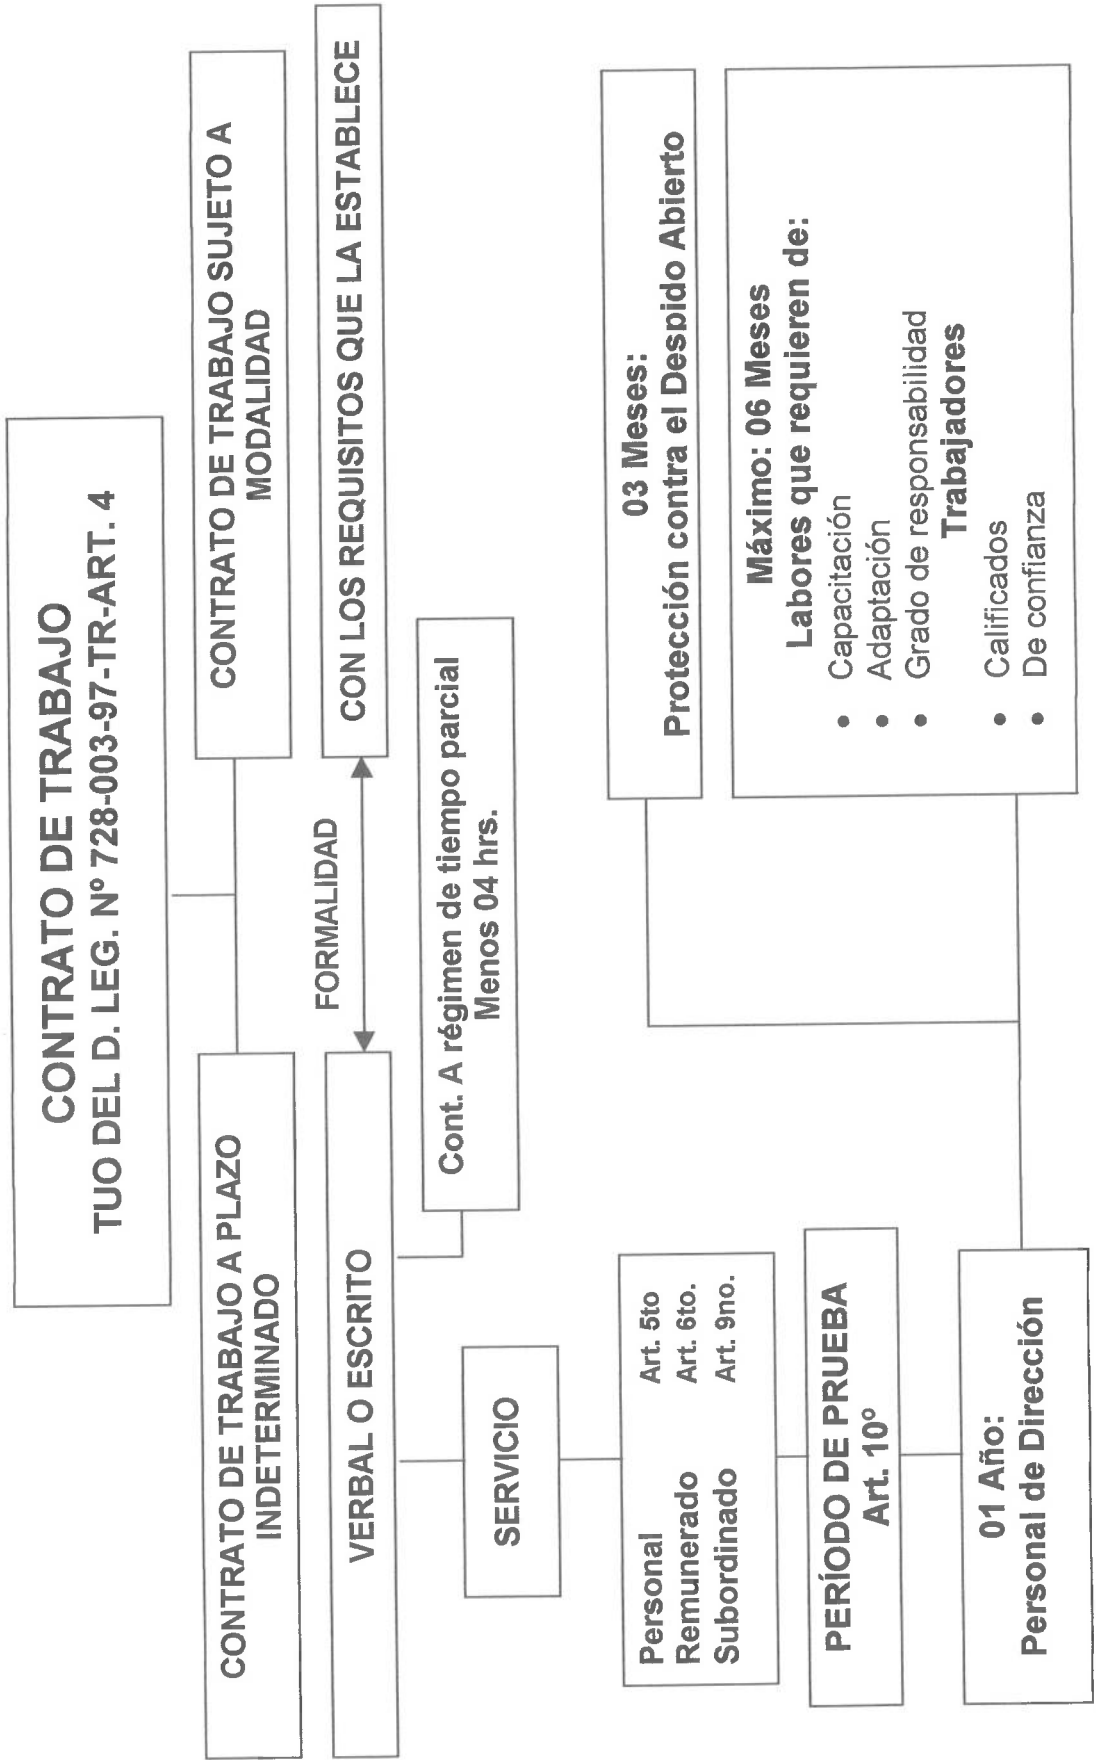 CONTRATO DE TRABAJO
TUO DEL D. LEG. Nº 728-003-97-TR-ART. 4
CONTRATO DE TRABAJO A PLAZO
INDETERMINADO
CONTRATO DE TRABAJO SUJETO A
MODALIDAD
VERBAL O ESCRITO
FORMALIDAD
CON LOS REQUISITOS QUE LA ESTABLECE
Cont. A régimen de tiempo parcial
Menos 04 hrs.
SERVICIO
Personal Art. 5to
Remunerado Art. 6to.
Subordinado Art. 9no.
PERÍODO DE PRUEBA
Art. 10º
01 Año:
Personal de Dirección
03 Meses:
Protección contra el Despido Abierto
Máximo: 06 Meses
Labores que requieren de:
• Capacitación
• Adaptación
• Grado de responsabilidad
Trabajadores
• Calificados
• De confianza